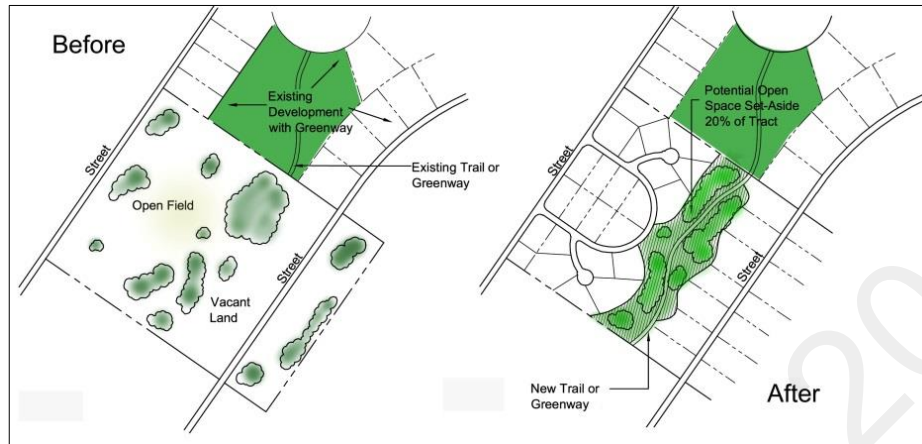 Before
Existing
Development
with Greenway
Street
Existing Trail or
Greenway
Open Field
Street
Vacant
Land
Potential Open
Space Set-Aside
20% of Tract
Street
Street
New Trail or
Greenway
After
20